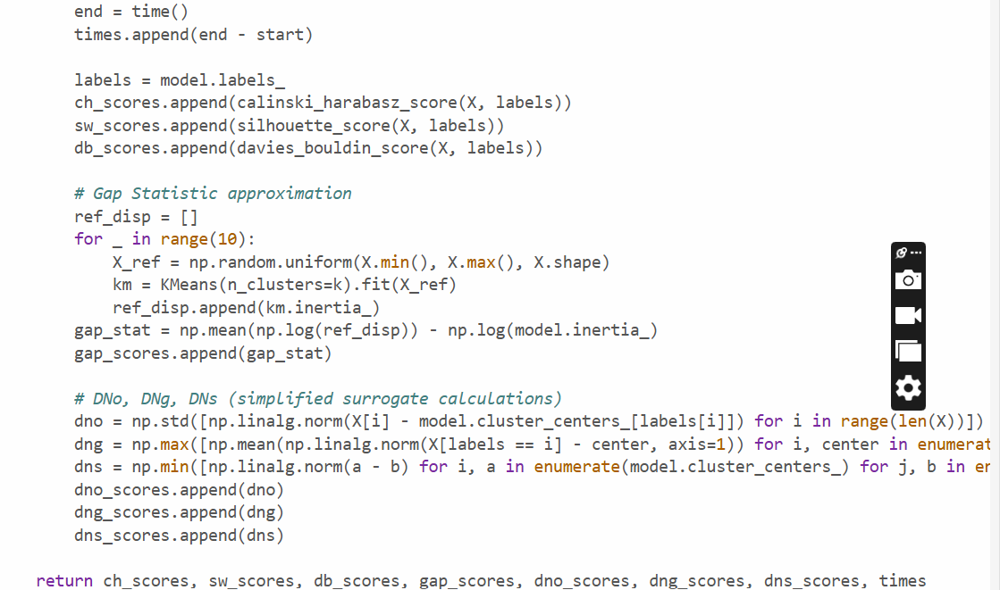 end = time()
times.append(end - start)
labels = model.labels_
ch_scores.append(calinski_harabasz_score(X, labels))
sw_scores.append(silhouette_score(X, labels))
db_scores.append(davies_bouldin_score(X, labels))
# Gap Statistic approximation
ref_disp = []
for _ in range(10):
X_ref = np.random.uniform(X.min(), X.max(), X.shape)
km = KMeans(n_clusters=k).fit(X_ref)
ref_disp.append(km.inertia_)
gap_stat = np.mean(np.log(ref_disp)) - np.log(model.inertia_)
gap_scores.append(gap_stat)
# DNo, DNg, DNs (simplified surrogate calculations)
dno = np.std([np.linalg.norm(X[i] - model.cluster_centers_[labels[i]]) for i in range(len(X))])
dng = np.max([np.mean(np.linalg.norm(X[labels == i] - center, axis=1)) for i, center in enumerat
dns = np.min([np.linalg.norm(a - b) for i, a in enumerate(model.cluster_centers_) for j, b in en
dno_scores.append(dno)
dng_scores.append(dng)
dns_scores.append(dns)
return ch_scores, sw_scores, db_scores, gap_scores, dno_scores, dng_scores, dns_scores, times